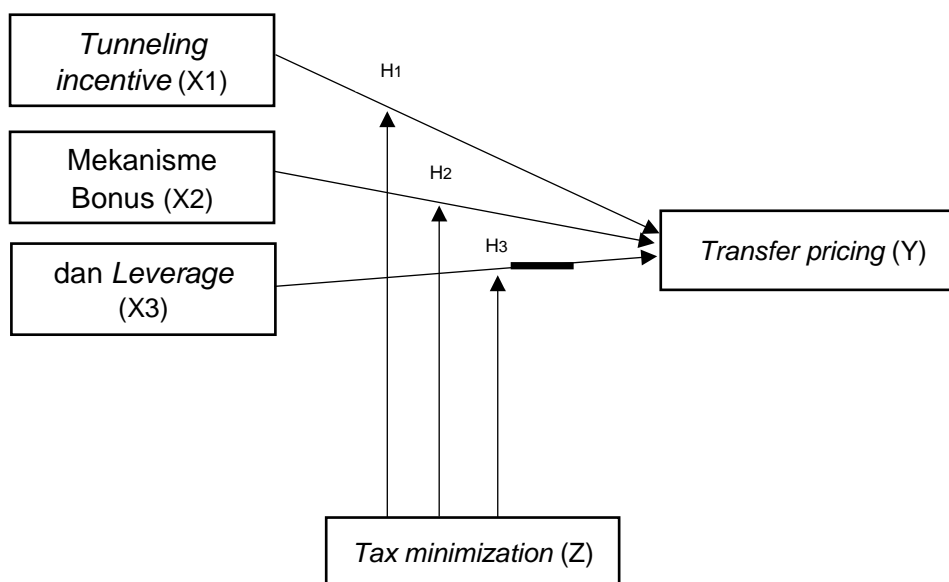 Tunneling
incentive (X1)
H1
Mekanisme
Bonus (X2)
H2
dan Leverage
(X3)
H3
Transfer pricing (Y)
Tax minimization (Z)